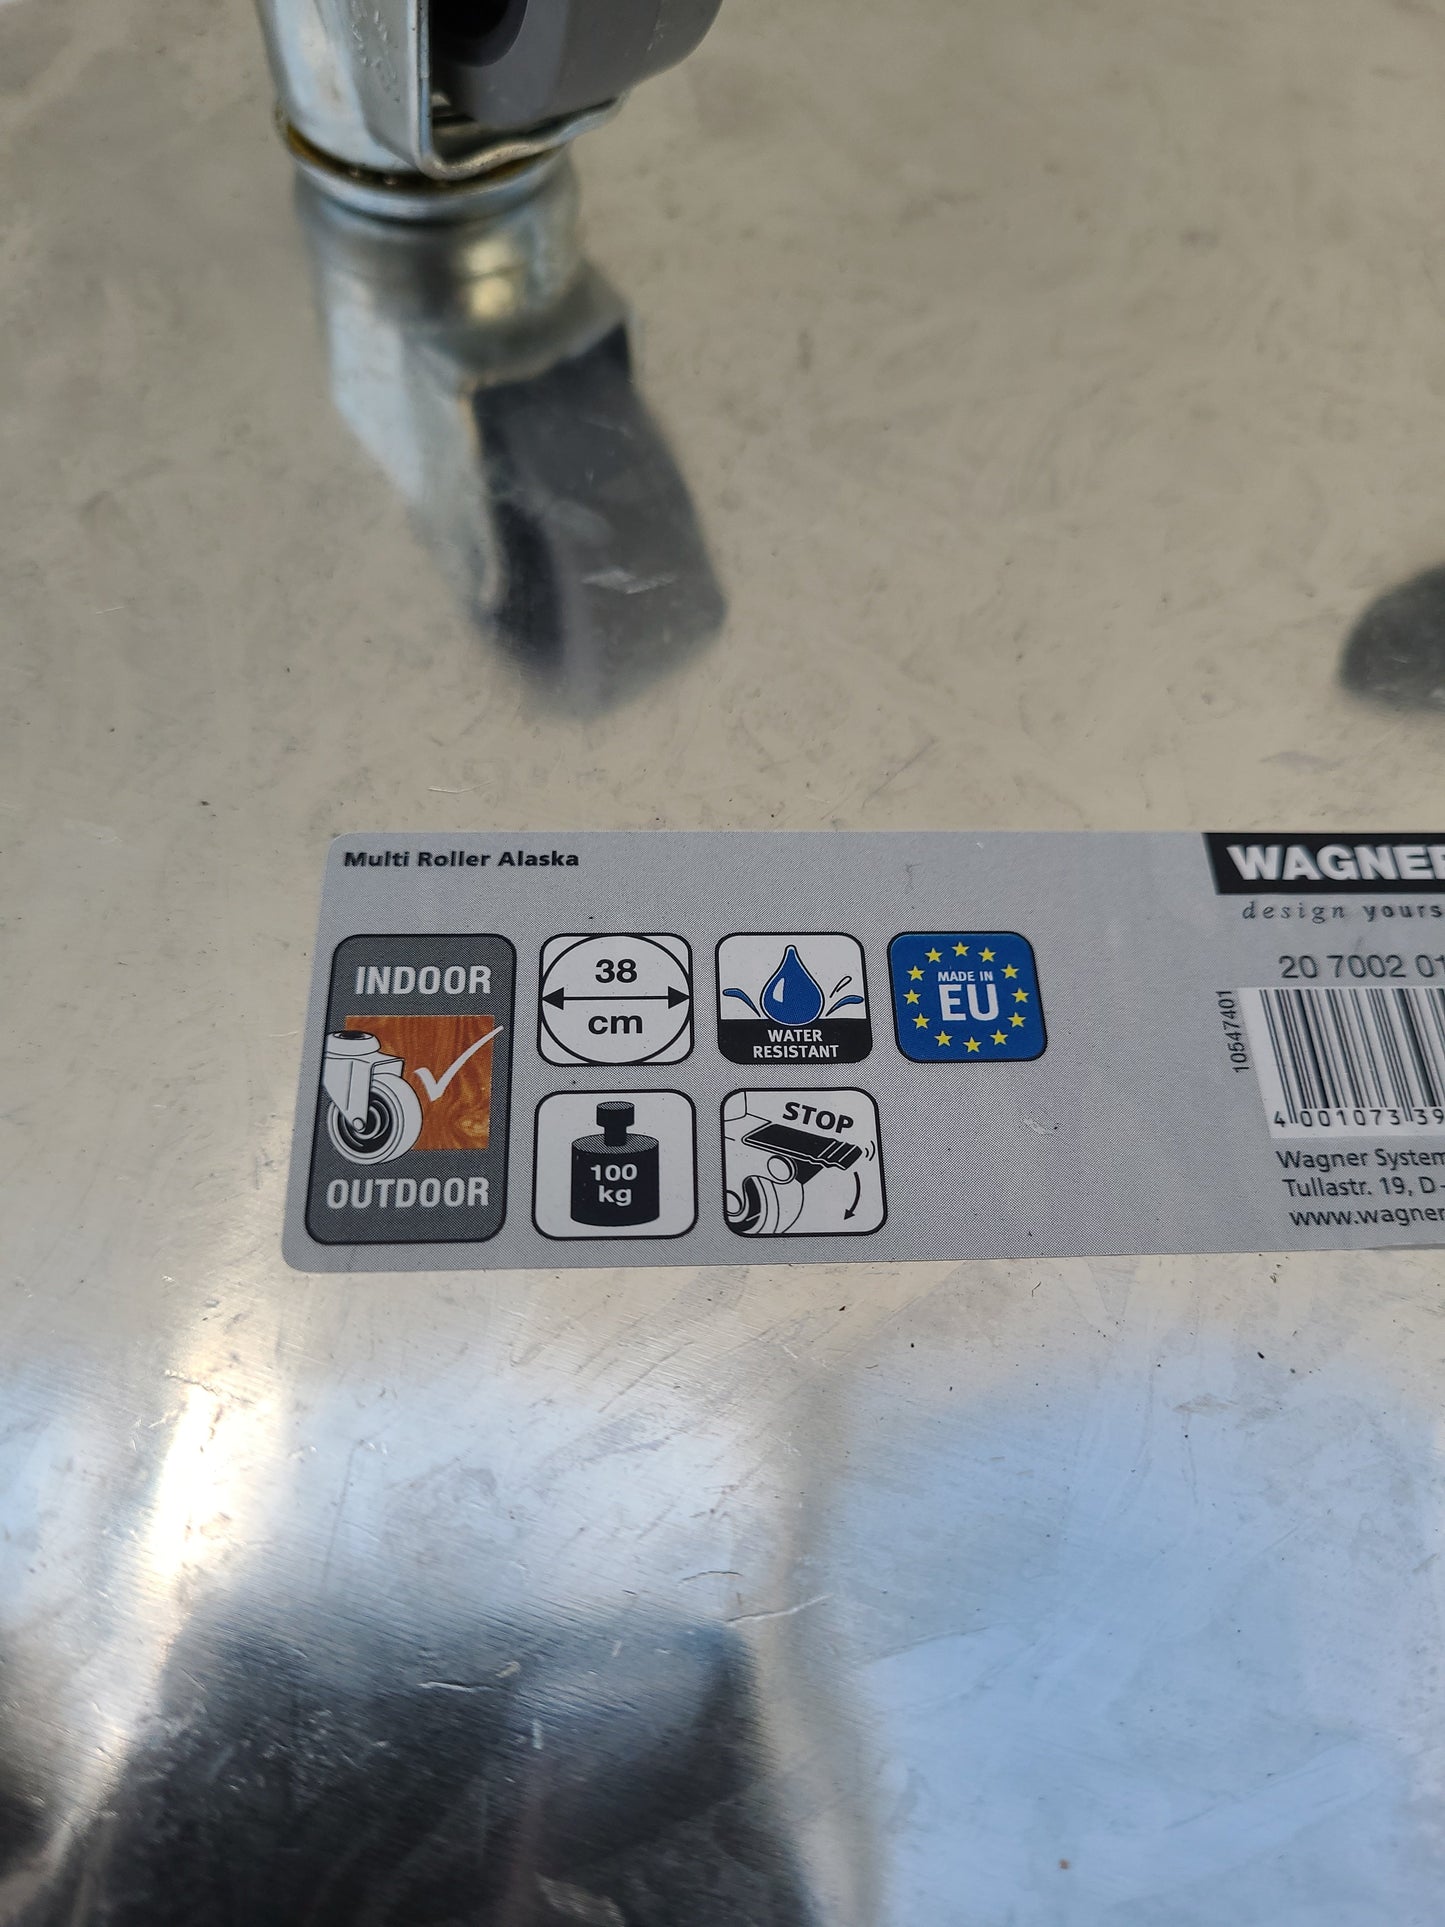 Multi Roller Alaska
INDOOR
OUTDOOR
38
cm
WATER
RESISTANT
MADE IN
EU
100
kg
STOP
WAGNER
design yours
20 7002 01
10547401
4 001073 39
Wagner System
Tullastr. 19, D-
www.wagner